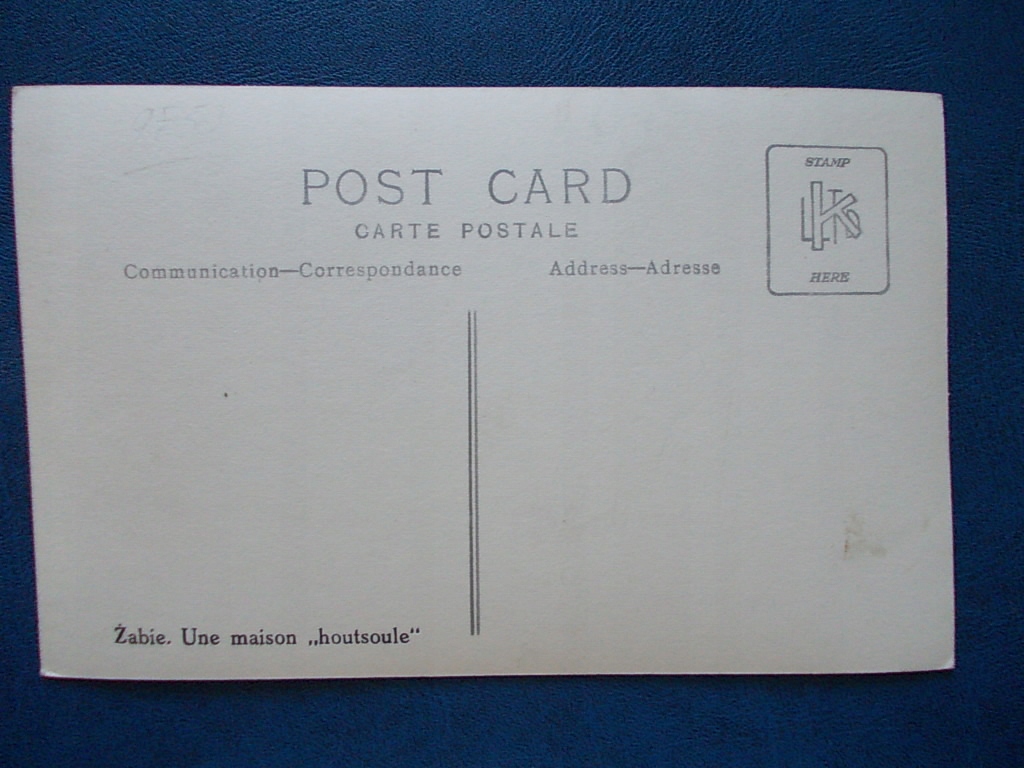 POST CARD
CARTE POSTALE
Communication—Correspondance
Address—Adresse
STAMP
HERE
Żabie. Une maison „houtsoule“